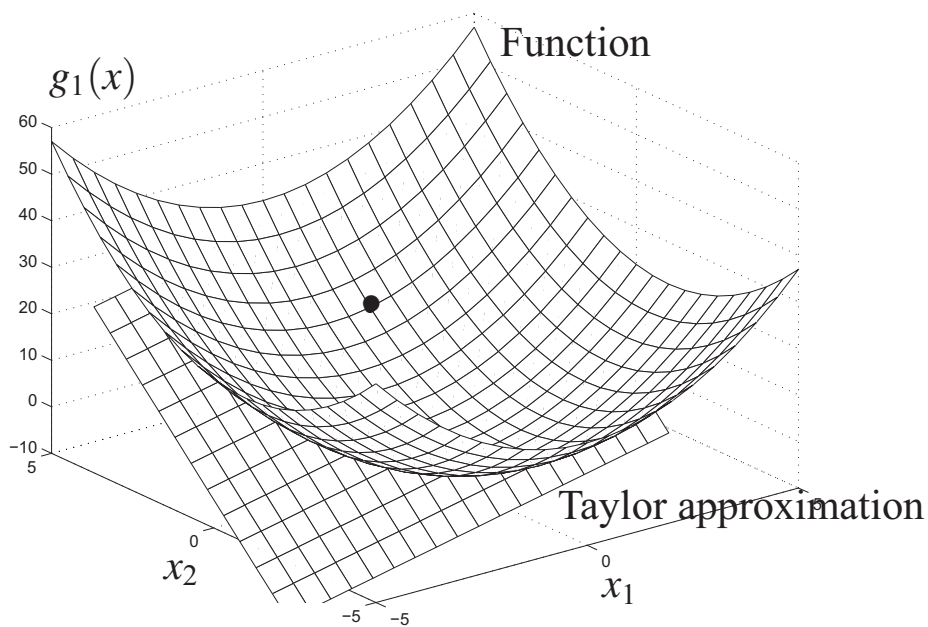 Function
g₁(x)
60
50
40
30
20
10
0
−10
5
0
x₂
−5
−5
0
x₁
5
Taylor approximation